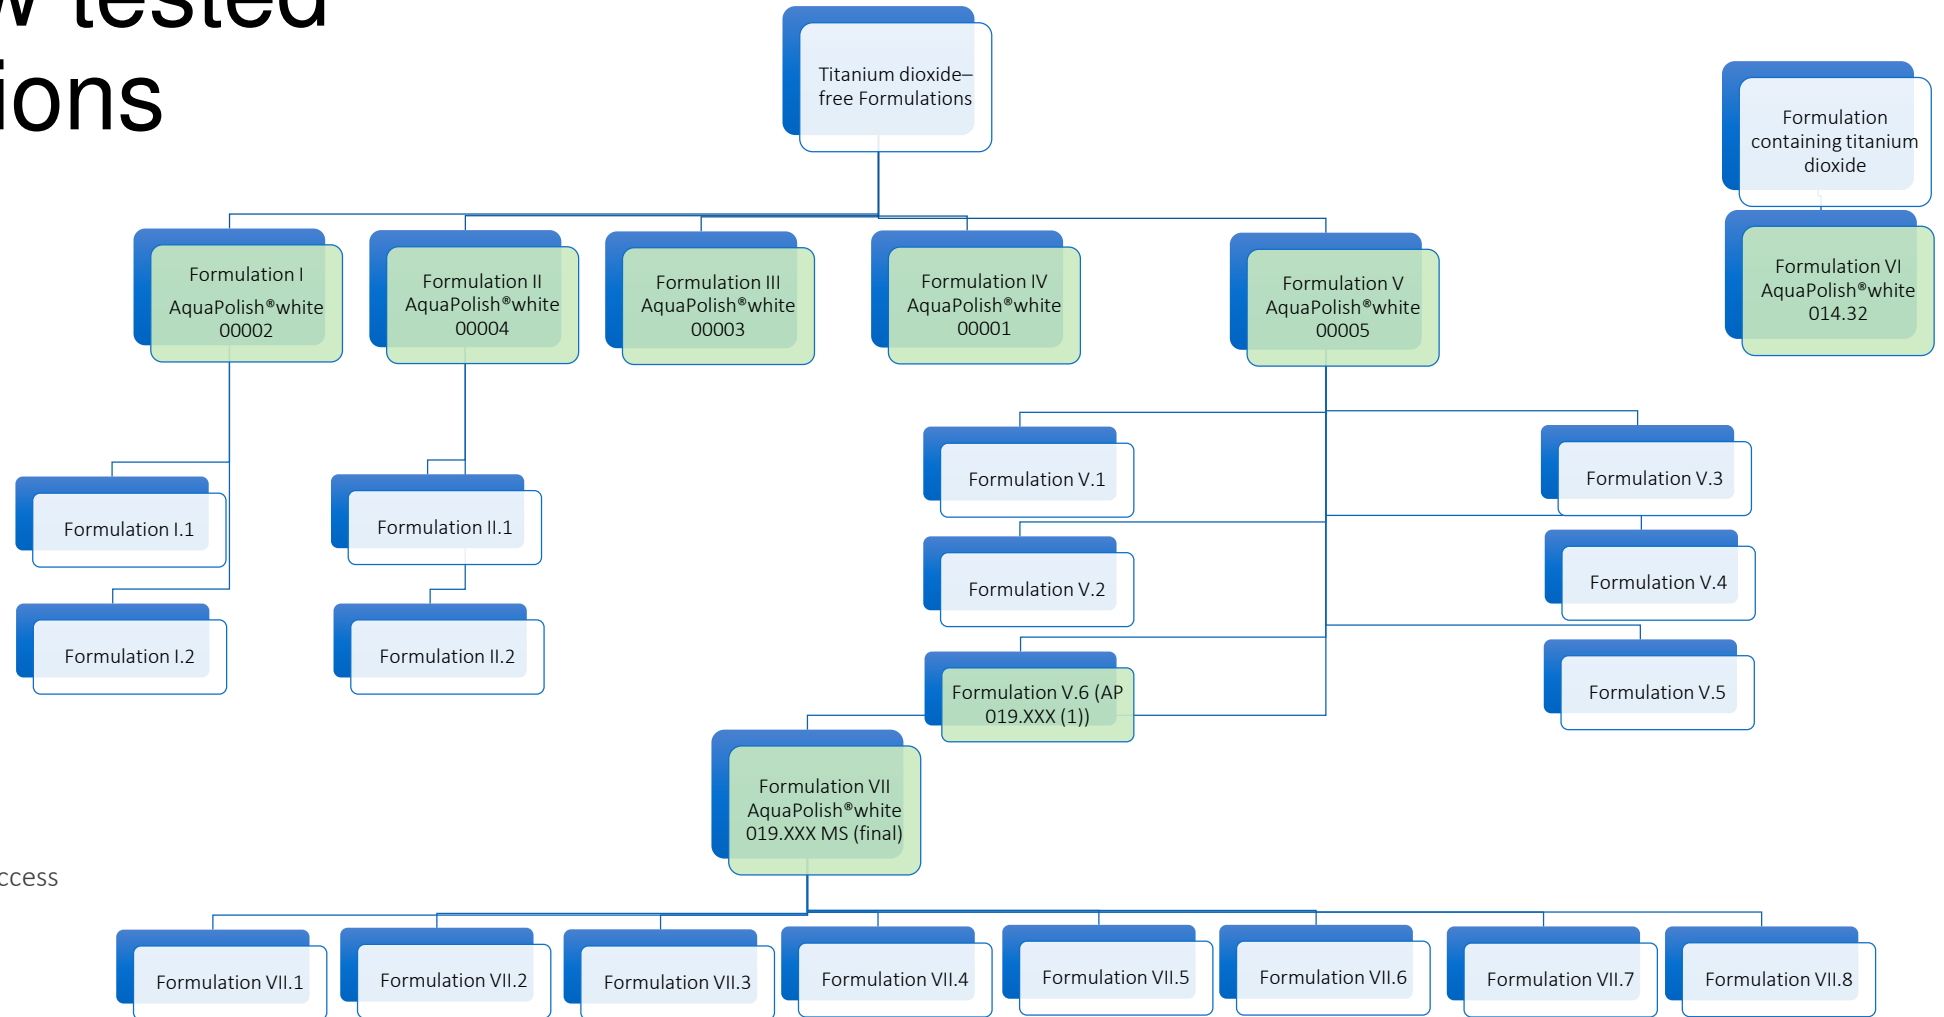 w tested
ions
Titanium dioxide–
free Formulations
Formulation
containing titanium
dioxide
Formulation I
AquaPolish®white
00002
Formulation II
AquaPolish®white
00004
Formulation III
AquaPolish®white
00003
Formulation IV
AquaPolish®white
00001
Formulation V
AquaPolish®white
00005
Formulation VI
AquaPolish®white
014.32
Formulation I.1
Formulation II.1
Formulation V.1
Formulation V.3
Formulation V.2
Formulation V.4
Formulation I.2
Formulation II.2
Formulation V.6 (AP
019.XXX (1))
Formulation V.5
Formulation VII
AquaPolish®white
019.XXX MS (final)
ccess
Formulation VII.1
Formulation VII.2
Formulation VII.3
Formulation VII.4
Formulation VII.5
Formulation VII.6
Formulation VII.7
Formulation VII.8